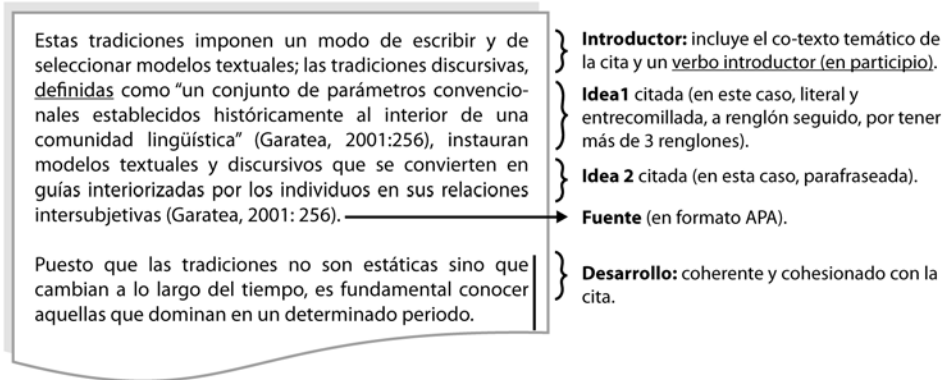 Estas tradiciones imponen un modo de escribir y de
seleccionar modelos textuales; las tradiciones discursivas,
definidas como “un conjunto de parámetros convencio-
nales establecidos históricamente al interior de una
comunidad lingüística” (Garatea, 2001:256), instauran
modelos textuales y discursivos que se convierten en
guías interiorizadas por los individuos en sus relaciones
intersubjetivas (Garatea, 2001: 256).
Puesto que las tradiciones no son estáticas sino que
cambian a lo largo del tiempo, es fundamental conocer
aquellas que dominan en un determinado periodo.
Introductor: incluye el co-texto temático de
la cita y un verbo introductor (en participio).
Idea1 citada (en este caso, literal y
entrecomillada, a renglón seguido, por tener
más de 3 renglones).
Idea 2 citada (en esta caso, parafraseada).
Fuente (en formato APA).
Desarrollo: coherente y cohesionado con la
cita.